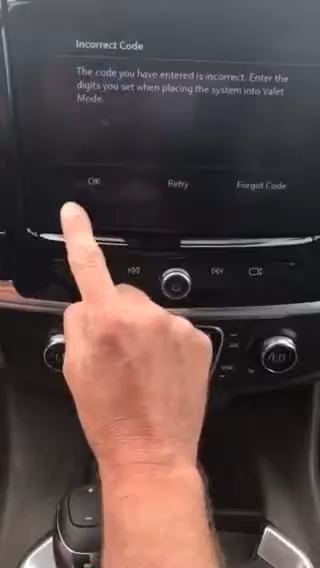 Incorrect Code
The code you have entered is incorrect. Enter the
digits you set when placing the system into Valet
Mode.
OK
Retry
Forgot Code